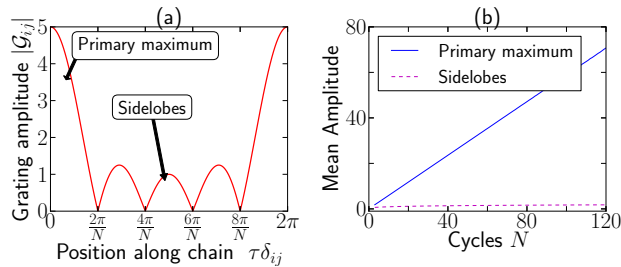 (a)
Grating amplitude |𝒢ᵢⱼ|
5
4
3
2
1
0
Primary maximum
Sidelobes
0 2π/N 4π/N 6π/N 8π/N 2π
Position along chain τδᵢⱼ
(b)
Mean Amplitude
80
40
0
Primary maximum
Sidelobes
0 40 80 120
Cycles N